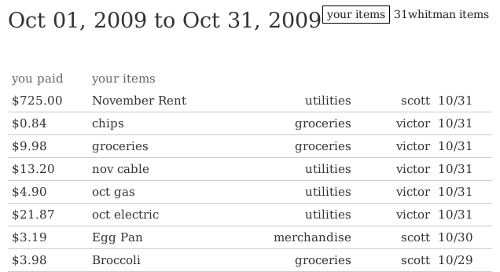 Oct 01, 2009 to Oct 31, 2009 your items 31whitman items
you paid your items
$725.00 November Rent utilities scott 10/31
$0.84 chips groceries victor 10/31
$9.98 groceries groceries victor 10/31
$13.20 nov cable utilities victor 10/31
$4.90 oct gas utilities victor 10/31
$21.87 oct electric utilities victor 10/31
$3.19 Egg Pan merchandise scott 10/30
$3.98 Broccoli groceries scott 10/29